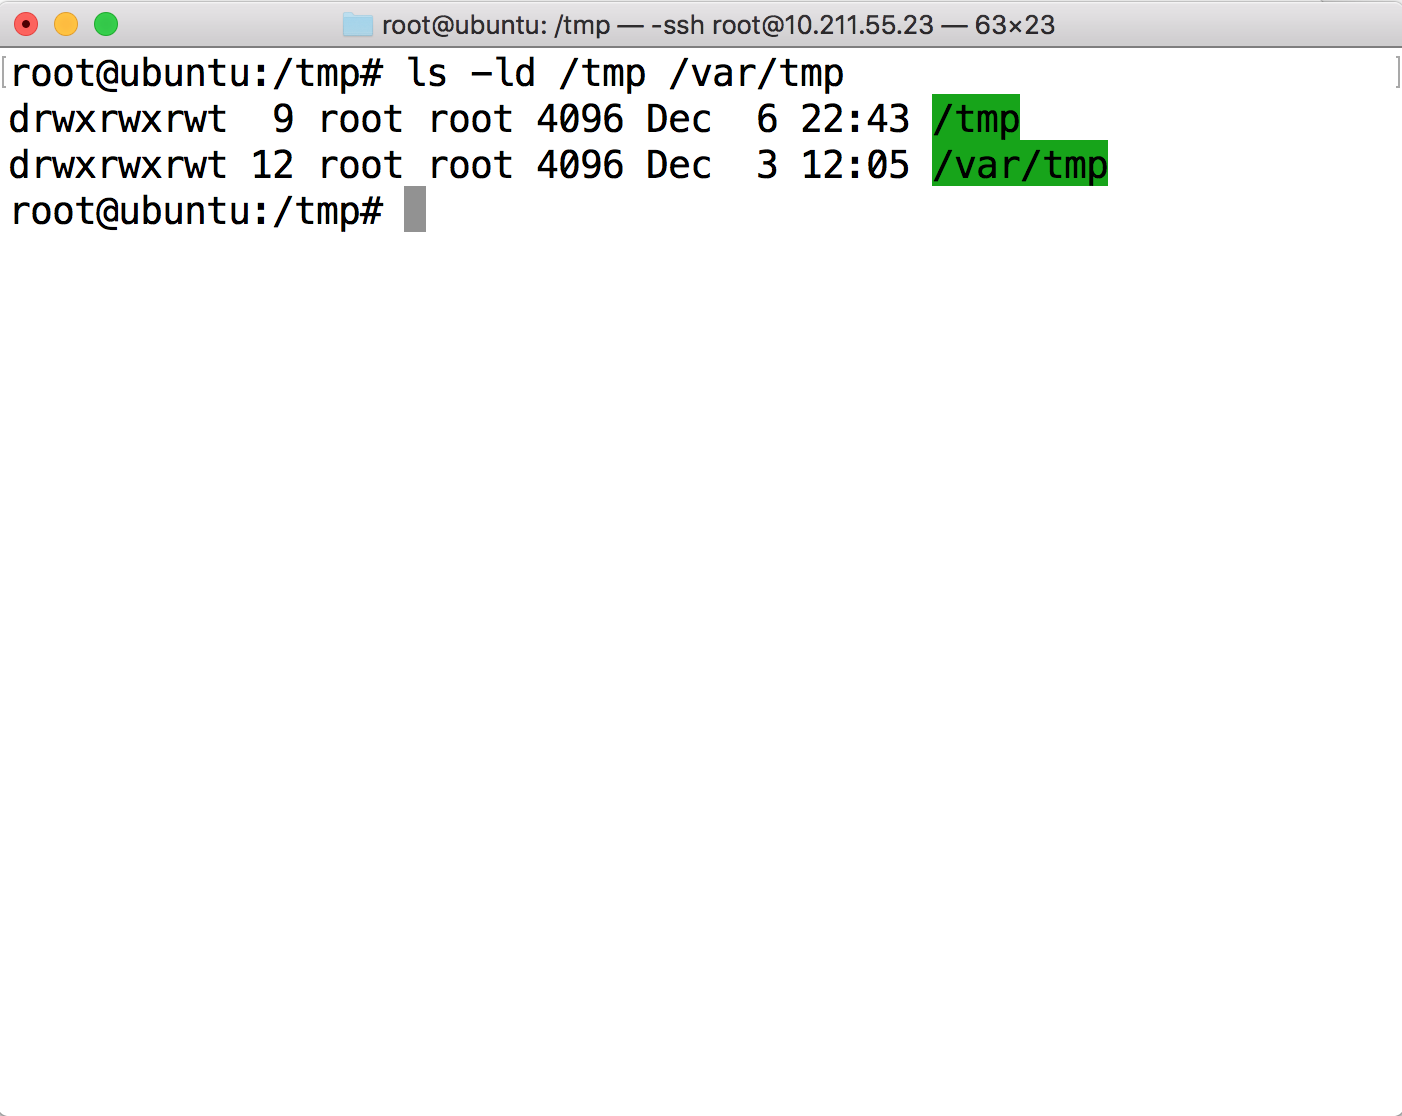 root@ubuntu: /tmp — -ssh root@10.211.55.23 — 63×23
[root@ubuntu:/tmp# ls -ld /tmp /var/tmp ]
drwxrwxrwt  9 root root 4096 Dec  6 22:43 /tmp
drwxrwxrwt 12 root root 4096 Dec  3 12:05 /var/tmp
root@ubuntu:/tmp#